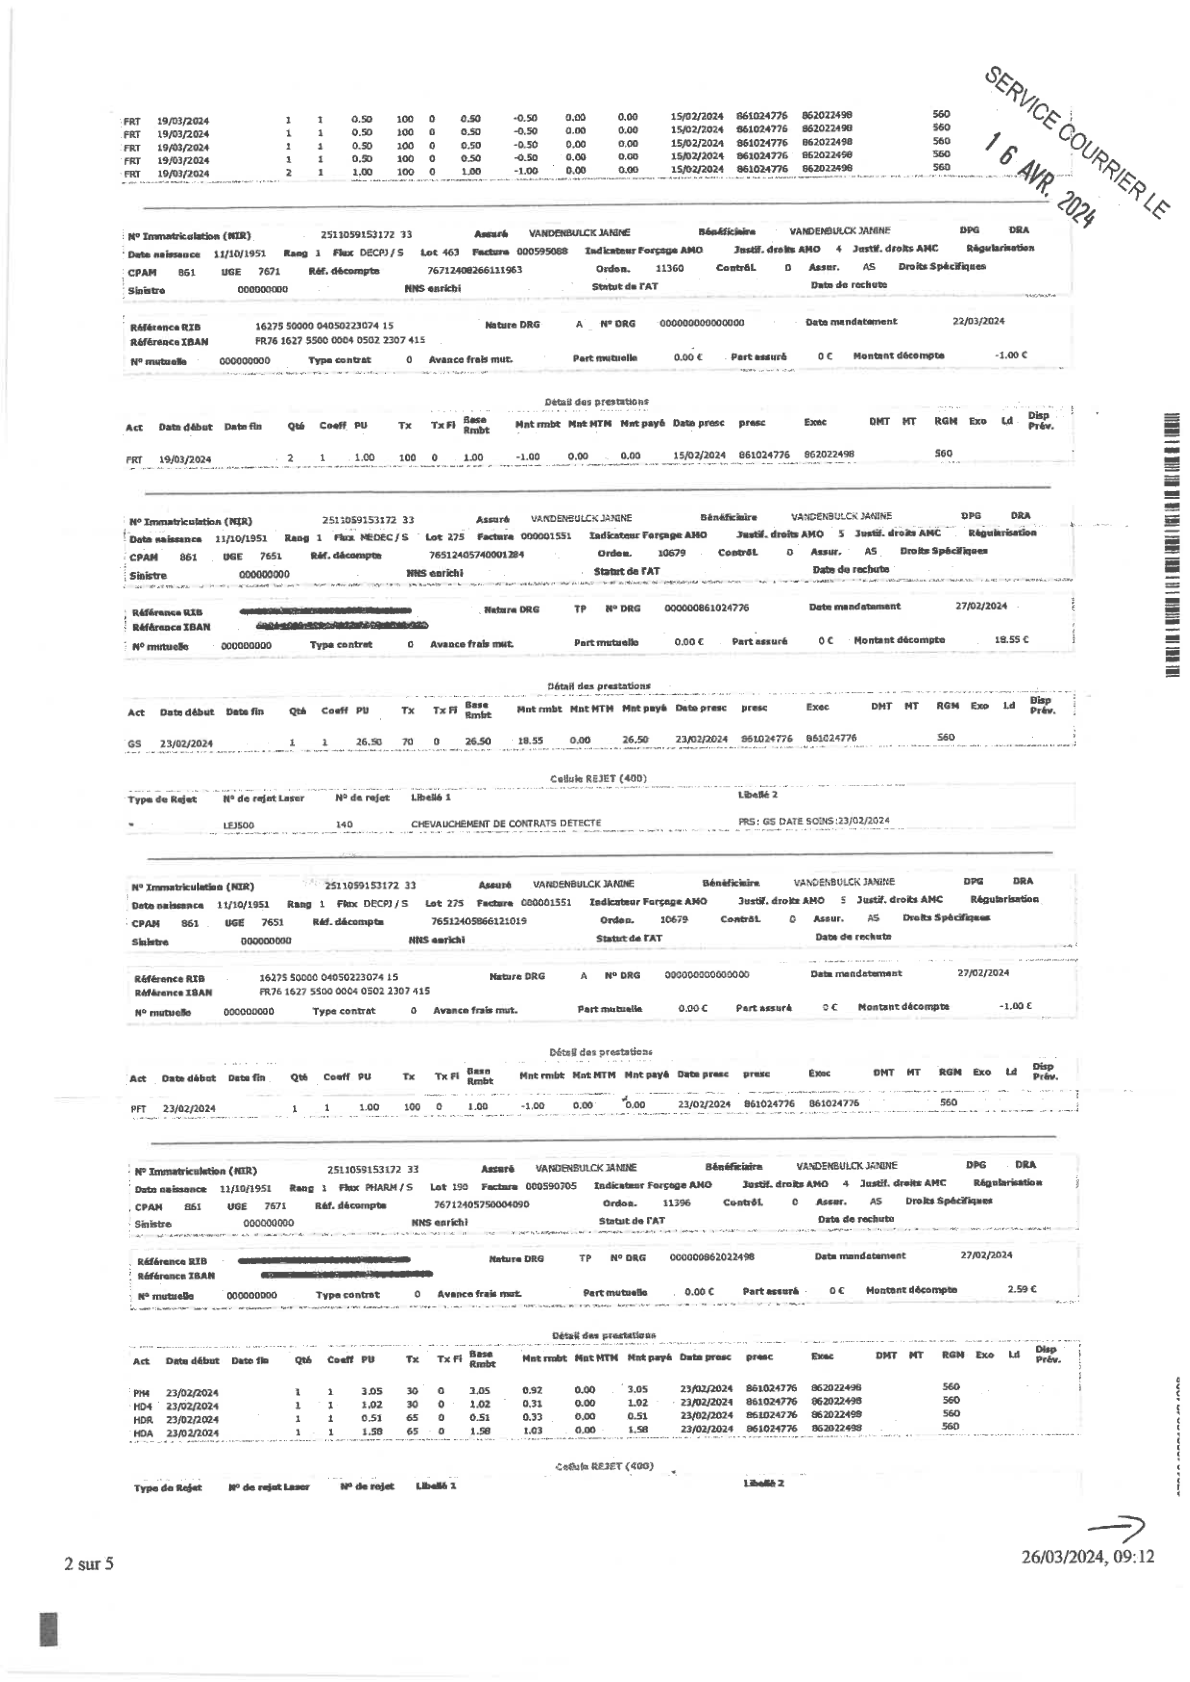 SERVICE COURRIER LE
16 AVR. 2024
FRT 19/03/2024 1 1 0.50 100 0 0.50 -0.50 0.00 0.00 15/02/2024 861024776 862022498 560
FRT 19/03/2024 1 1 0.50 100 0 0.50 -0.50 0.00 0.00 15/02/2024 861024776 862022498 560
FRT 19/03/2024 1 1 0.50 100 0 0.50 -0.50 0.00 0.00 15/02/2024 861024776 862022498 560
FRT 19/03/2024 1 1 0.50 100 0 0.50 -0.50 0.00 0.00 15/02/2024 861024776 862022498 560
FRT 19/03/2024 2 1 1.00 100 0 1.00 -1.00 0.00 0.00 15/02/2024 861024776 862022498 560
N° Immatriculation (NIR) 2511059153172 33 Assuré VANDENBULCK JANINE Bénéficiaire VANDENBULCK JANINE DPG DRA
Date naissance 11/10/1951 Rang 1 Flux DECPJ / S Lot 463 Facture 000595088 Indicateur Forçage AMO Justif. droits AMO 4 Justif. droits AMC Régularisation
CPAM 861 UGE 7671 Réf. décompte 76712408266111963 Ordon. 11360 Contrôl. 0 Assur. AS Droits Spécifiques
Sinistre 000000000 NNS enrichi Statut de l'AT Date de rechute
Référence RIB 16275 50000 04050223074 15 Nature DRG A N° DRG 000000000000000 Date mandatement 22/03/2024
Référence IBAN FR76 1627 5500 0004 0502 2307 415
N° mutuelle 000000000 Type contrat 0 Avance frais mut. Part mutuelle 0.00 € Part assuré 0 € Montant décompte -1.00 €
Détail des prestations
Act Date début Date fin Qté Coeff PU Tx Tx Fi Base Rmbt Mnt rmbt Mnt MTM Mnt payé Date presc presc Exec DMT MT RGM Exo Ld Disp Prév.
FRT 19/03/2024 2 1 1.00 100 0 1.00 -1.00 0.00 0.00 15/02/2024 861024776 862022498 560
N° Immatriculation (NIR) 2511059153172 33 Assuré VANDENBULCK JANINE Bénéficiaire VANDENBULCK JANINE DPG DRA
Date naissance 11/10/1951 Rang 1 Flux MEDEC / S Lot 275 Facture 000001551 Indicateur Forçage AMO Justif. droits AMO 5 Justif. droits AMC Régularisation
CPAM 861 UGE 7651 Réf. décompte 76512405740001284 Ordon. 10679 Contrôl. 0 Assur. AS Droits Spécifiques
Sinistre 000000000 NNS enrichi Statut de l'AT Date de rechute
Référence RIB Nature DRG TP N° DRG 000000861024776 Date mandatement 27/02/2024
Référence IBAN
N° mutuelle 000000000 Type contrat 0 Avance frais mut. Part mutuelle 0.00 € Part assuré 0 € Montant décompte 18.55 €
Détail des prestations
Act Date début Date fin Qté Coeff PU Tx Tx Fi Base Rmbt Mnt rmbt Mnt MTM Mnt payé Date presc presc Exec DMT MT RGM Exo Ld Disp Prév.
GS 23/02/2024 1 1 26.50 70 0 26.50 18.55 0.00 26.50 23/02/2024 861024776 861024776 560
Cellule REJET (400)
Type de Rejet N° de rejet Laser N° de rejet Libellé 1 Libellé 2
LEJS00 140 CHEVAUCHEMENT DE CONTRATS DETECTE PRS: GS DATE SOINS:23/02/2024
N° Immatriculation (NIR) 2511059153172 33 Assuré VANDENBULCK JANINE Bénéficiaire VANDENBULCK JANINE DPG DRA
Date naissance 11/10/1951 Rang 1 Flux DECPJ / S Lot 275 Facture 000001551 Indicateur Forçage AMO Justif. droits AMO 5 Justif. droits AMC Régularisation
CPAM 861 UGE 7651 Réf. décompte 76512405866121019 Ordon. 10679 Contrôl. 0 Assur. AS Droits Spécifiques
Sinistre 000000000 NNS enrichi Statut de l'AT Date de rechute
Référence RIB 16275 50000 04050223074 15 Nature DRG A N° DRG 000000000000000 Date mandatement 27/02/2024
Référence IBAN FR76 1627 5500 0004 0502 2307 415
N° mutuelle 000000000 Type contrat 0 Avance frais mut. Part mutuelle 0.00 € Part assuré 0 € Montant décompte -1.00 €
Détail des prestations
Act Date début Date fin Qté Coeff PU Tx Tx Fi Base Rmbt Mnt rmbt Mnt MTM Mnt payé Date presc presc Exec DMT MT RGM Exo Ld Disp Prév.
PFT 23/02/2024 1 1 1.00 100 0 1.00 -1.00 0.00 0.00 23/02/2024 861024776 861024776 560
N° Immatriculation (NIR) 2511059153172 33 Assuré VANDENBULCK JANINE Bénéficiaire VANDENBULCK JANINE DPG DRA
Date naissance 11/10/1951 Rang 1 Flux PHARM / S Lot 190 Facture 000590705 Indicateur Forçage AMO Justif. droits AMO 4 Justif. droits AMC Régularisation
CPAM 861 UGE 7671 Réf. décompte 76712405750004090 Ordon. 11396 Contrôl. 0 Assur. AS Droits Spécifiques
Sinistre 000000000 NNS enrichi Statut de l'AT Date de rechute
Référence RIB Nature DRG TP N° DRG 000000862022498 Date mandatement 27/02/2024
Référence IBAN
N° mutuelle 000000000 Type contrat 0 Avance frais mut. Part mutuelle 0.00 € Part assuré 0 € Montant décompte 2.59 €
Détail des prestations
Act Date début Date fin Qté Coeff PU Tx Tx Fi Base Rmbt Mnt rmbt Mnt MTM Mnt payé Date presc presc Exec DMT MT RGM Exo Ld Disp Prév.
PH4 23/02/2024 1 1 3.05 30 0 3.05 0.92 0.00 3.05 23/02/2024 861024776 862022498 560
HD4 23/02/2024 1 1 1.02 30 0 1.02 0.31 0.00 1.02 23/02/2024 861024776 862022498 560
HDR 23/02/2024 1 1 0.51 65 0 0.51 0.33 0.00 0.51 23/02/2024 861024776 862022498 560
HDA 23/02/2024 1 1 1.58 65 0 1.58 1.03 0.00 1.58 23/02/2024 861024776 862022498 560
Cellule REJET (400)
Type de Rejet N° de rejet Laser N° de rejet Libellé 1 Libellé 2
2 sur 5
26/03/2024, 09:12